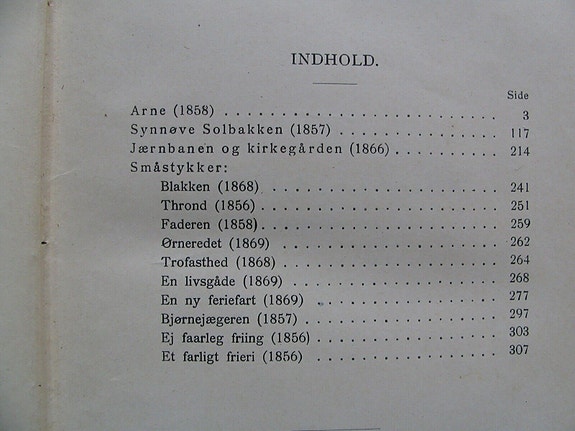 INDHOLD.
Side
Arne (1858) . . . . . . . . . . . . . . . . . . . . . . . . 3
Synnøve Solbakken (1857) . . . . . . . . . . . . . . 117
Jærnbanen og kirkegården (1866) . . . . . . . . . . 214
Småstykker:
Blakken (1868) . . . . . . . . . . . . . . . . . . 241
Thrond (1856) . . . . . . . . . . . . . . . . . . 251
Faderen (1858) . . . . . . . . . . . . . . . . . . 259
Ørneredet (1869) . . . . . . . . . . . . . . . . . 262
Trofasthed (1868) . . . . . . . . . . . . . . . . 264
En livsgåde (1869) . . . . . . . . . . . . . . . . 268
En ny feriefart (1869) . . . . . . . . . . . . . . 277
Bjørnejægeren (1857) . . . . . . . . . . . . . . . 297
Ej faarleg friing (1856) . . . . . . . . . . . . . . 303
Et farligt frieri (1856) . . . . . . . . . . . . . . 307